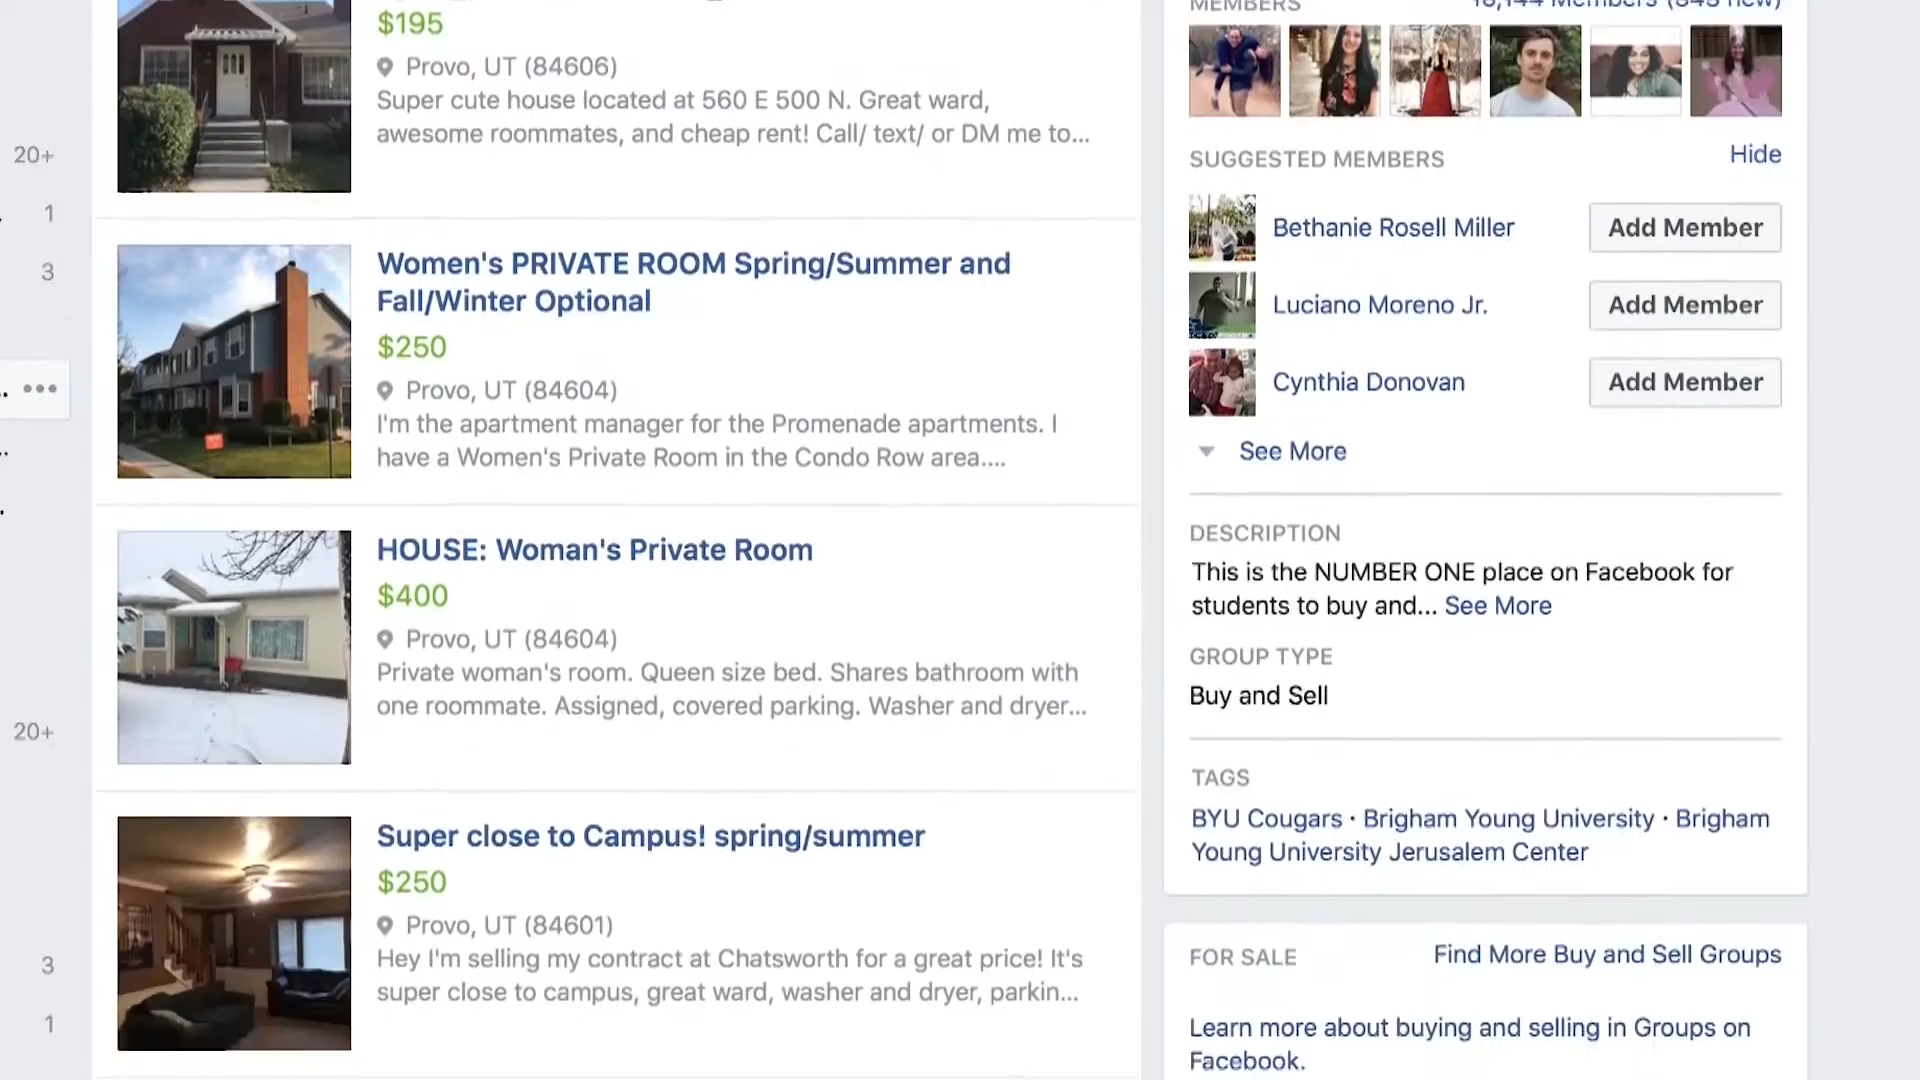 20+
1
3
...
20+
3
1
$195
Provo, UT (84606)
Super cute house located at 560 E 500 N. Great ward,
awesome roommates, and cheap rent! Call/ text/ or DM me to...
Women's PRIVATE ROOM Spring/Summer and
Fall/Winter Optional
$250
Provo, UT (84604)
I'm the apartment manager for the Promenade apartments. I
have a Women's Private Room in the Condo Row area....
HOUSE: Woman's Private Room
$400
Provo, UT (84604)
Private woman's room. Queen size bed. Shares bathroom with
one roommate. Assigned, covered parking. Washer and dryer...
Super close to Campus! spring/summer
$250
Provo, UT (84601)
Hey I'm selling my contract at Chatsworth for a great price! It's
super close to campus, great ward, washer and dryer, parkin...
MEMBERS
Members
new)
SUGGESTED MEMBERS
Hide
Bethanie Rosell Miller
Add Member
Luciano Moreno Jr.
Add Member
Cynthia Donovan
Add Member
See More
DESCRIPTION
This is the NUMBER ONE place on Facebook for
students to buy and... See More
GROUP TYPE
Buy and Sell
TAGS
BYU Cougars · Brigham Young University · Brigham
Young University Jerusalem Center
FOR SALE
Find More Buy and Sell Groups
Learn more about buying and selling in Groups on
Facebook.